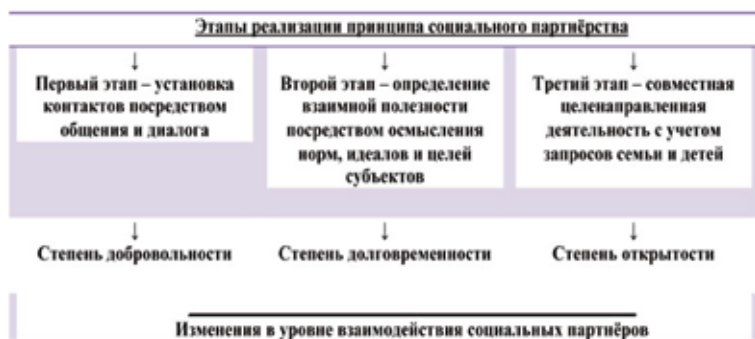 Этапы реализации принципа социального партнёрства
↓ ↓ ↓
Первый этап – установка
контактов посредством
общения и диалога
Второй этап – определение
взаимной полезности
посредством осмысления
норм, идеалов и целей
субъектов
Третий этап – совместная
целенаправленная
деятельность с учетом
запросов семьи и детей
↓ ↓ ↓
Степень добровольности
Степень долговременности
Степень открытости
Изменения в уровне взаимодействия социальных партнёров